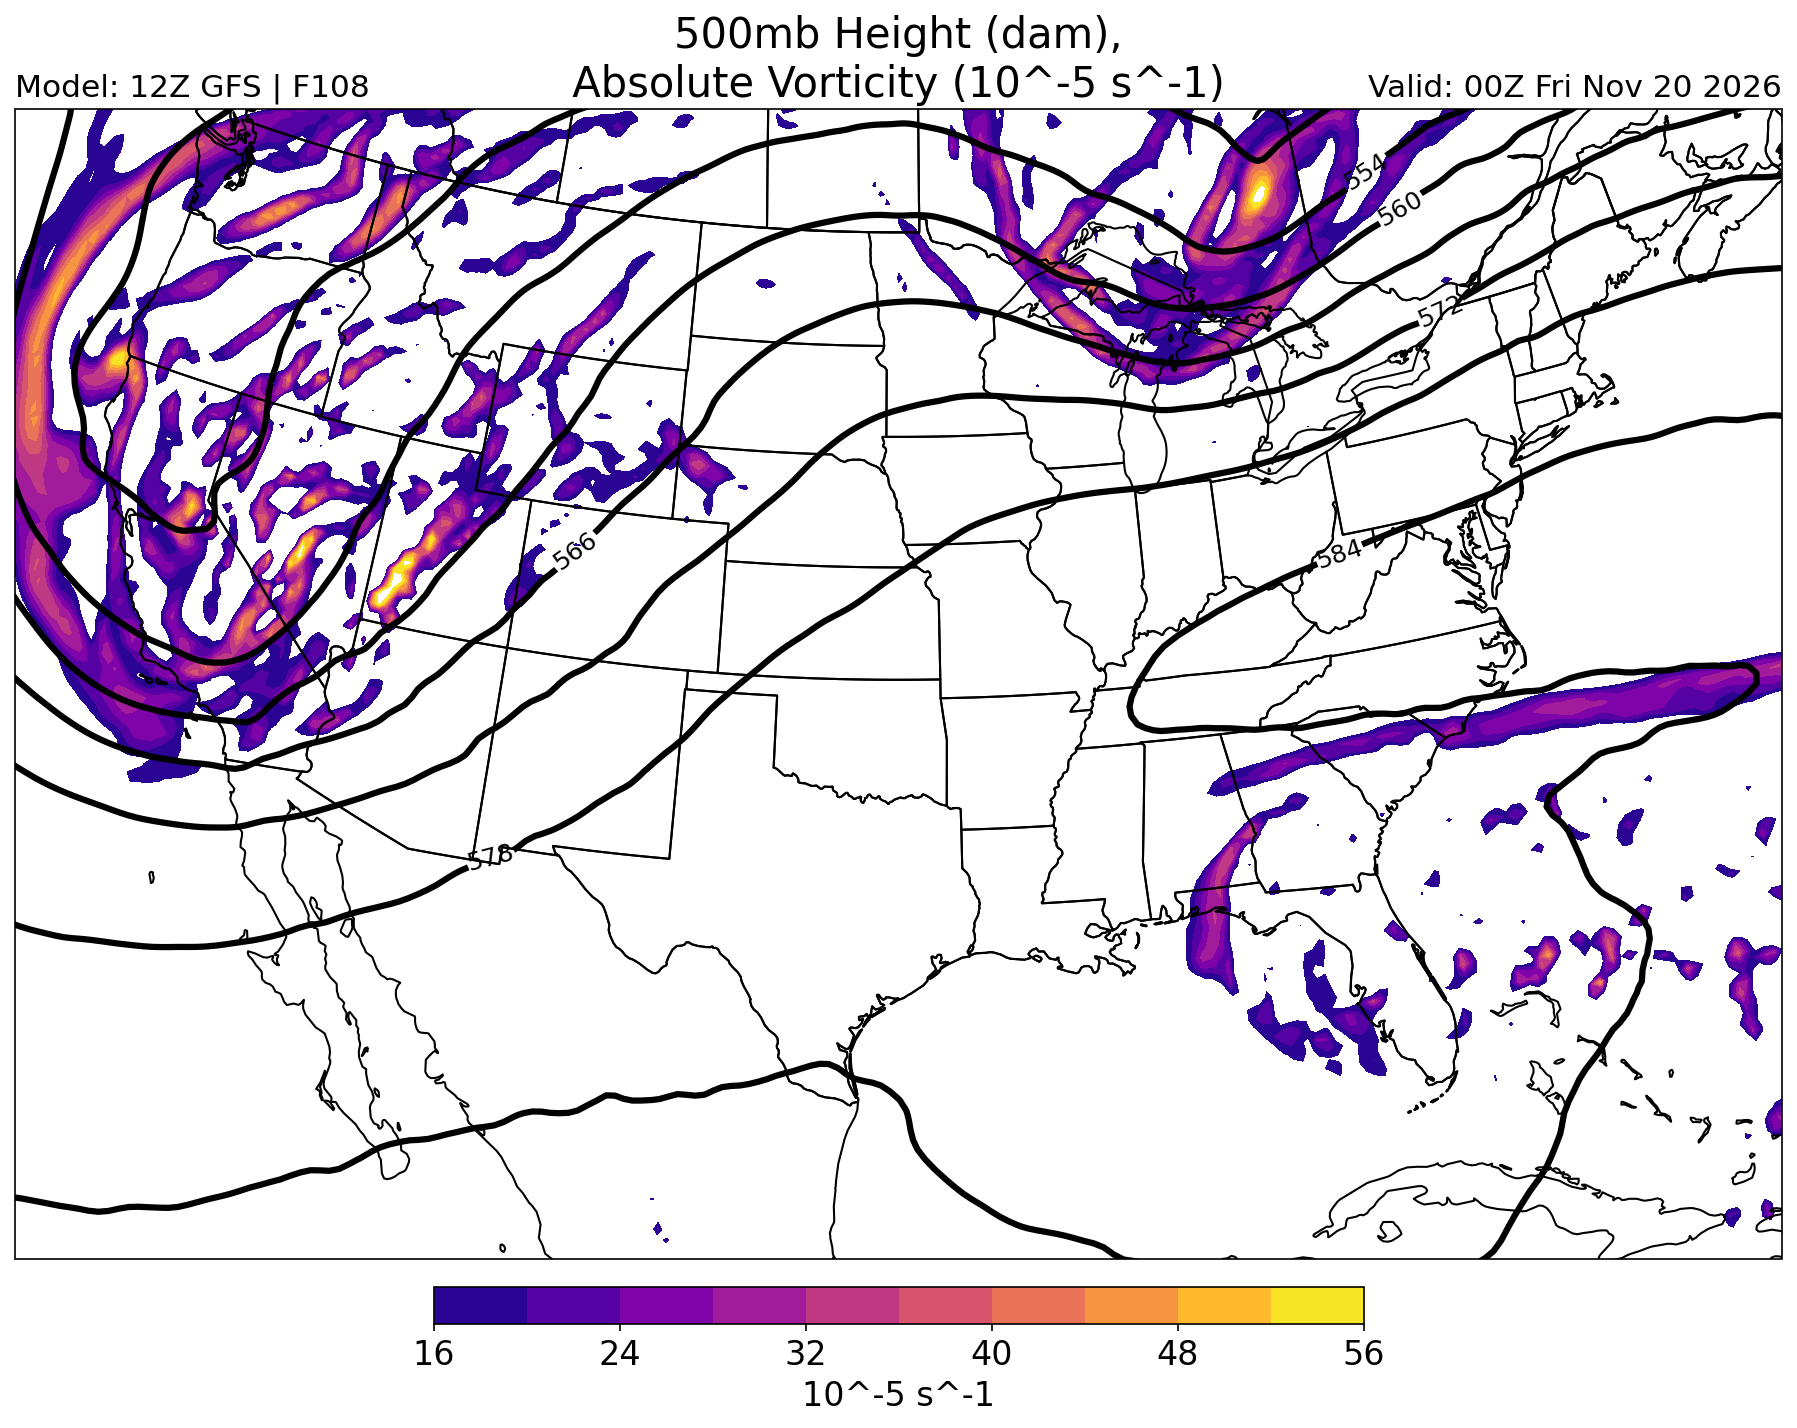 500mb Height (dam),
Model: 12Z GFS | F108
Absolute Vorticity (10^-5 s^-1)
Valid: 00Z Fri Nov 20 2026
554
560
572
566
584
578
16 24 32 40 48 56
10^-5 s^-1